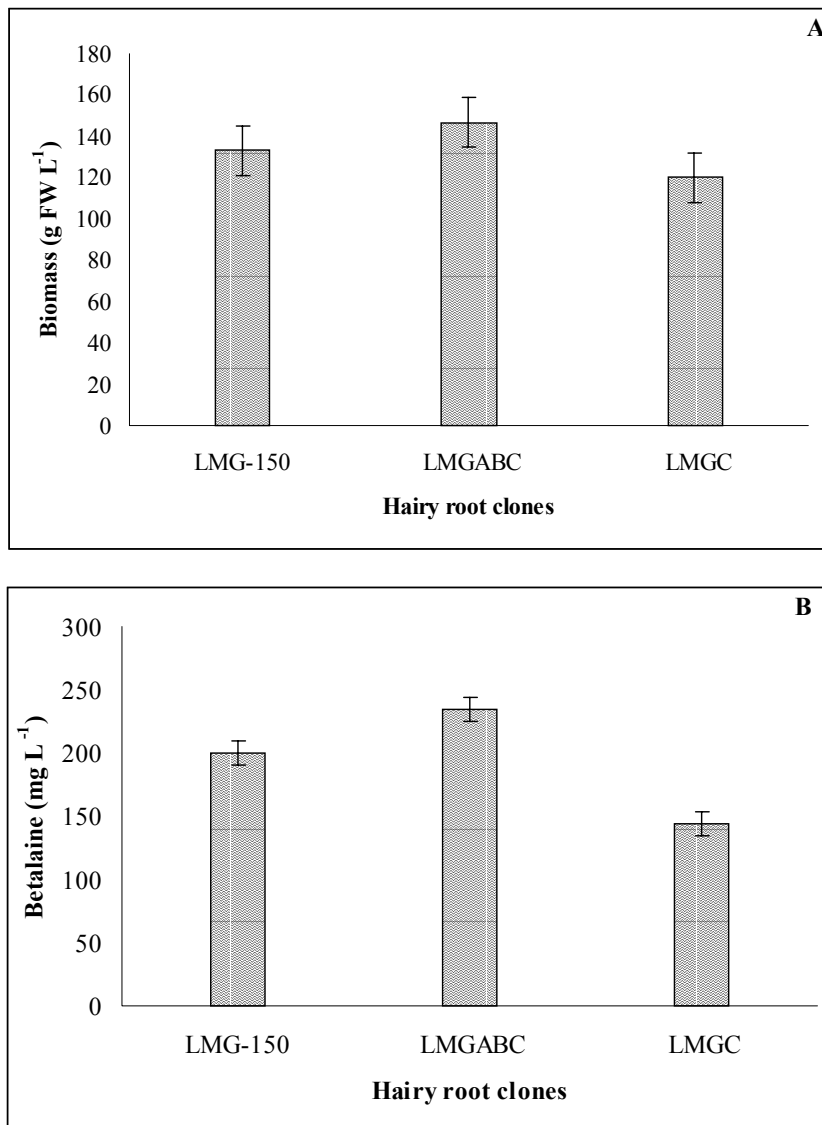 A
180
160
140
120
100
80
60
40
20
0
Biomass (g FW L-1)
LMG-150 LMGABC LMGC
Hairy root clones
B
300
250
200
150
100
50
0
Betalaine (mg L -1)
LMG-150 LMGABC LMGC
Hairy root clones